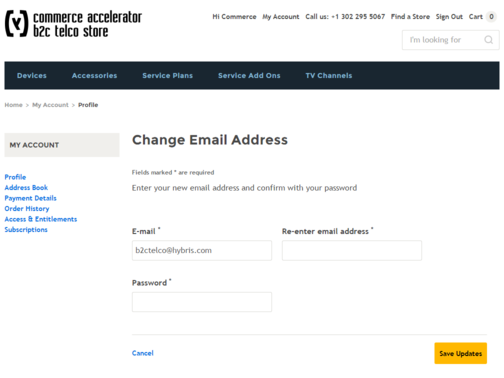 commerce accelerator
b2c telco store
Hi Commerce My Account Call us: +1 302 295 5067 Find a Store Sign Out Cart 0
I'm looking for
Devices Accessories Service Plans Service Add Ons TV Channels
Home > My Account > Profile
MY ACCOUNT
Profile
Address Book
Payment Details
Order History
Access & Entitlements
Subscriptions
Change Email Address
Fields marked * are required
Enter your new email address and confirm with your password
E-mail * Re-enter email address *
b2ctelco@hybris.com
Password *
Cancel Save Updates